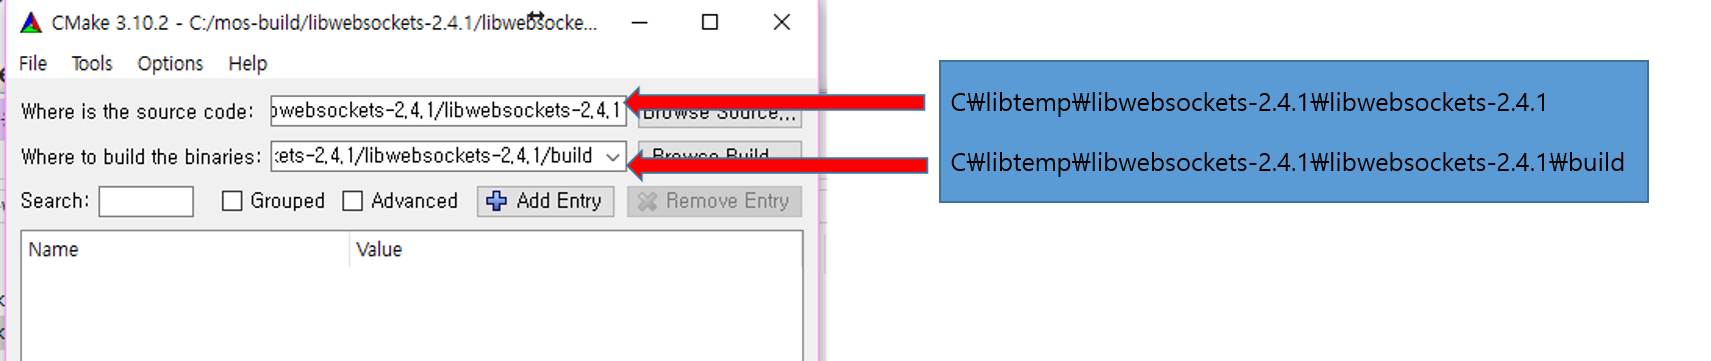 CMake 3.10.2 - C:/mos-build/libwebsockets-2.4.1/libwebsocke...
File Tools Options Help
Where is the source code: bwebsockets-2.4.1/libwebsockets-2.4.1 Browse Source...
Where to build the binaries: kets-2.4.1/libwebsockets-2.4.1/build Browse Build...
Search: Grouped Advanced Add Entry Remove Entry
Name Value
C₩libtemp₩libwebsockets-2.4.1₩libwebsockets-2.4.1
C₩libtemp₩libwebsockets-2.4.1₩libwebsockets-2.4.1₩build